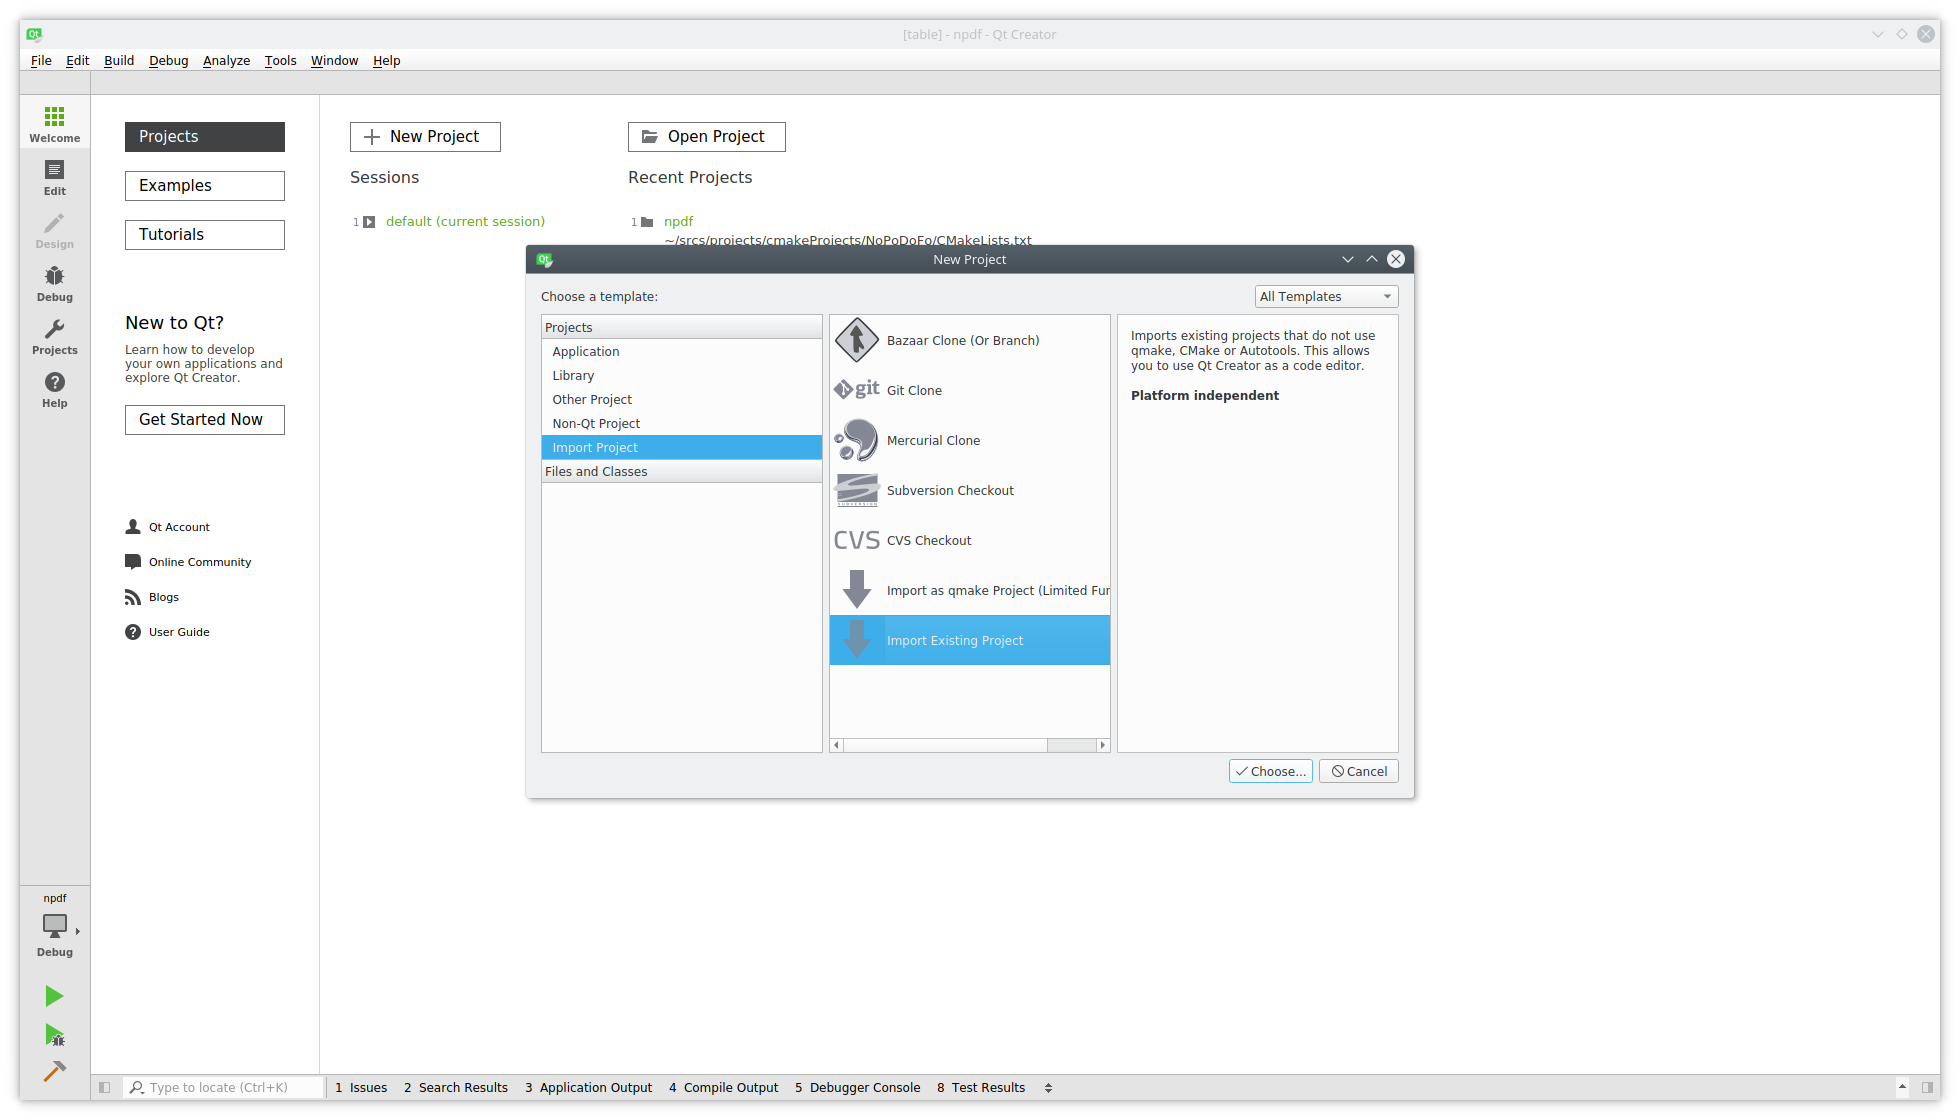 [table] - npdf - Qt Creator
File Edit Build Debug Analyze Tools Window Help
Welcome
Edit
Design
Debug
Projects
Help
Projects
Examples
Tutorials
New to Qt?
Learn how to develop
your own applications and
explore Qt Creator.
Get Started Now
Qt Account
Online Community
Blogs
User Guide
New Project
Open Project
Sessions
Recent Projects
1 default (current session)
1 npdf
~/srcs/projects/cmakeProjects/NoPoDoFo/CMakeLists.txt
New Project
Choose a template:
All Templates
Projects
Application
Library
Other Project
Non-Qt Project
Import Project
Files and Classes
Bazaar Clone (Or Branch)
git Git Clone
Mercurial Clone
SUBVERSION
Subversion Checkout
CVS CVS Checkout
Import as qmake Project (Limited Fur
Import Existing Project
Imports existing projects that do not use
qmake, CMake or Autotools. This allows
you to use Qt Creator as a code editor.
Platform independent
Choose...
Cancel
npdf
Debug
Type to locate (Ctrl+K)
1 Issues 2 Search Results 3 Application Output 4 Compile Output 5 Debugger Console 8 Test Results